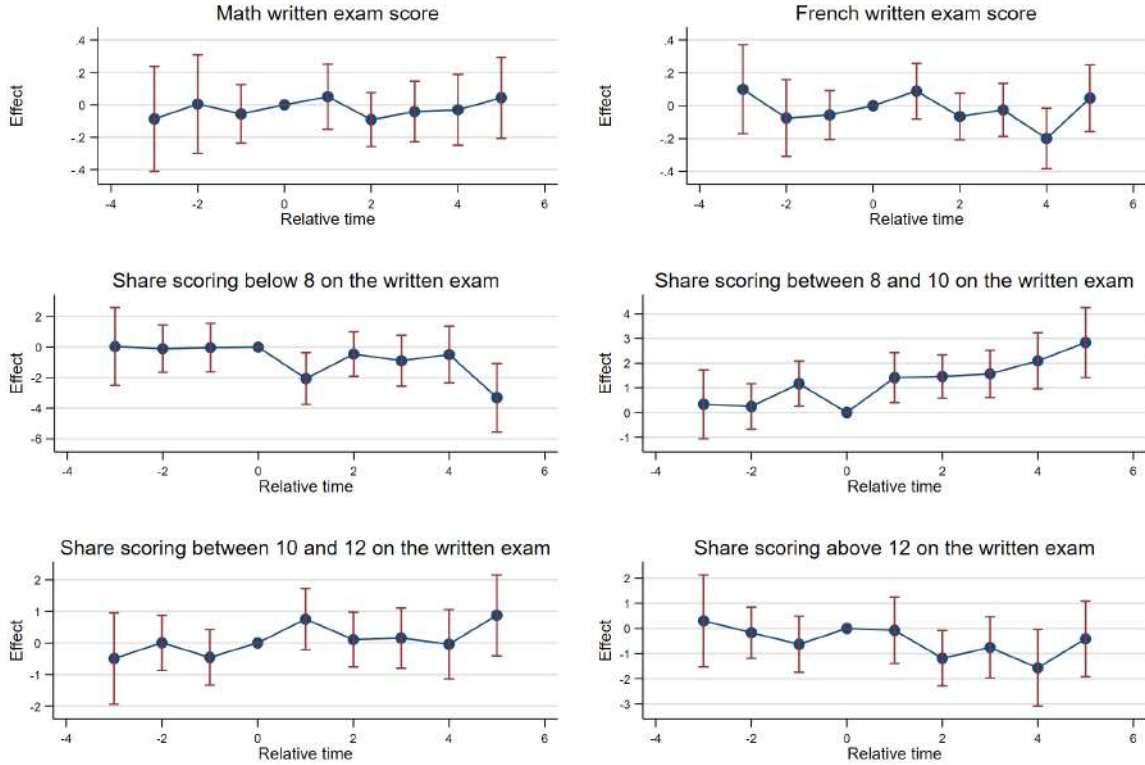 Math written exam score
.4
.2
0
-.2
-.4
Effect
-4 -2 0 2 4 6
Relative time
French written exam score
.4
.2
0
-.2
-.4
Effect
-4 -2 0 2 4 6
Relative time
Share scoring below 8 on the written exam
2
0
-2
-4
-6
Effect
-4 -2 0 2 4 6
Relative time
Share scoring between 8 and 10 on the written exam
4
3
2
1
0
-1
Effect
-4 -2 0 2 4 6
Relative time
Share scoring between 10 and 12 on the written exam
2
1
0
-1
-2
Effect
-4 -2 0 2 4 6
Relative time
Share scoring above 12 on the written exam
2
1
0
-1
-2
-3
Effect
-4 -2 0 2 4 6
Relative time